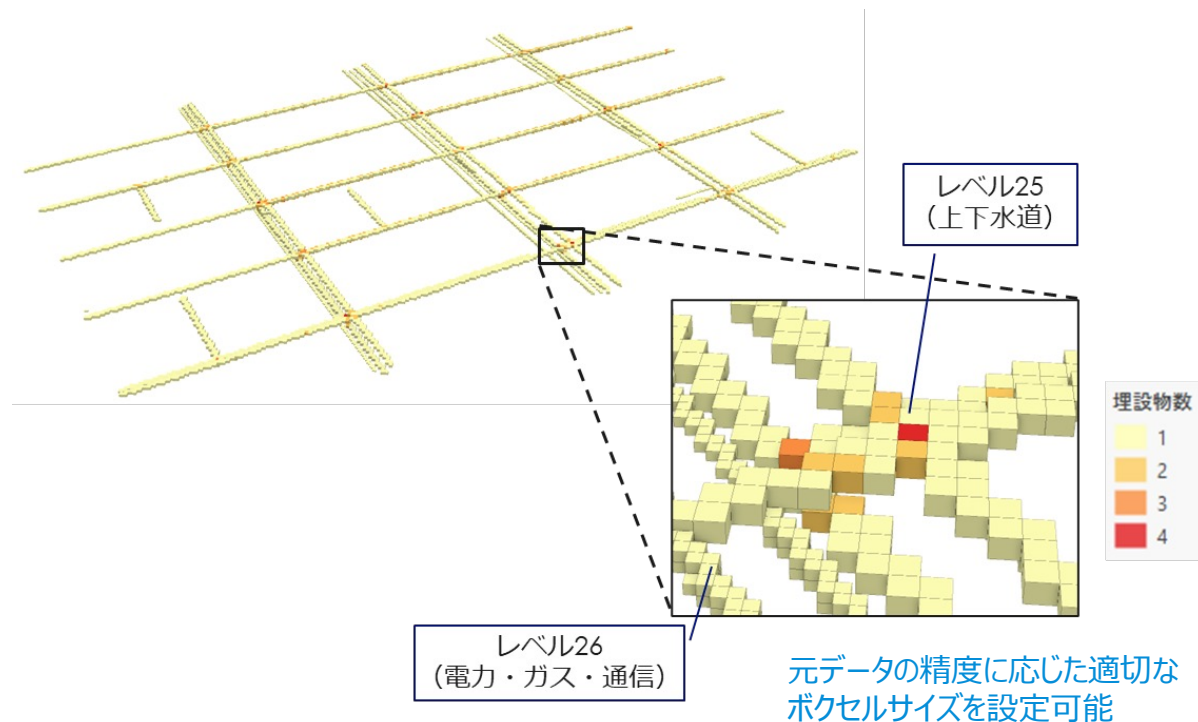 レベル25
（上下水道）
埋設物数
1
2
3
4
レベル26
（電力・ガス・通信）
元データの精度に応じた適切な
ボクセルサイズを設定可能